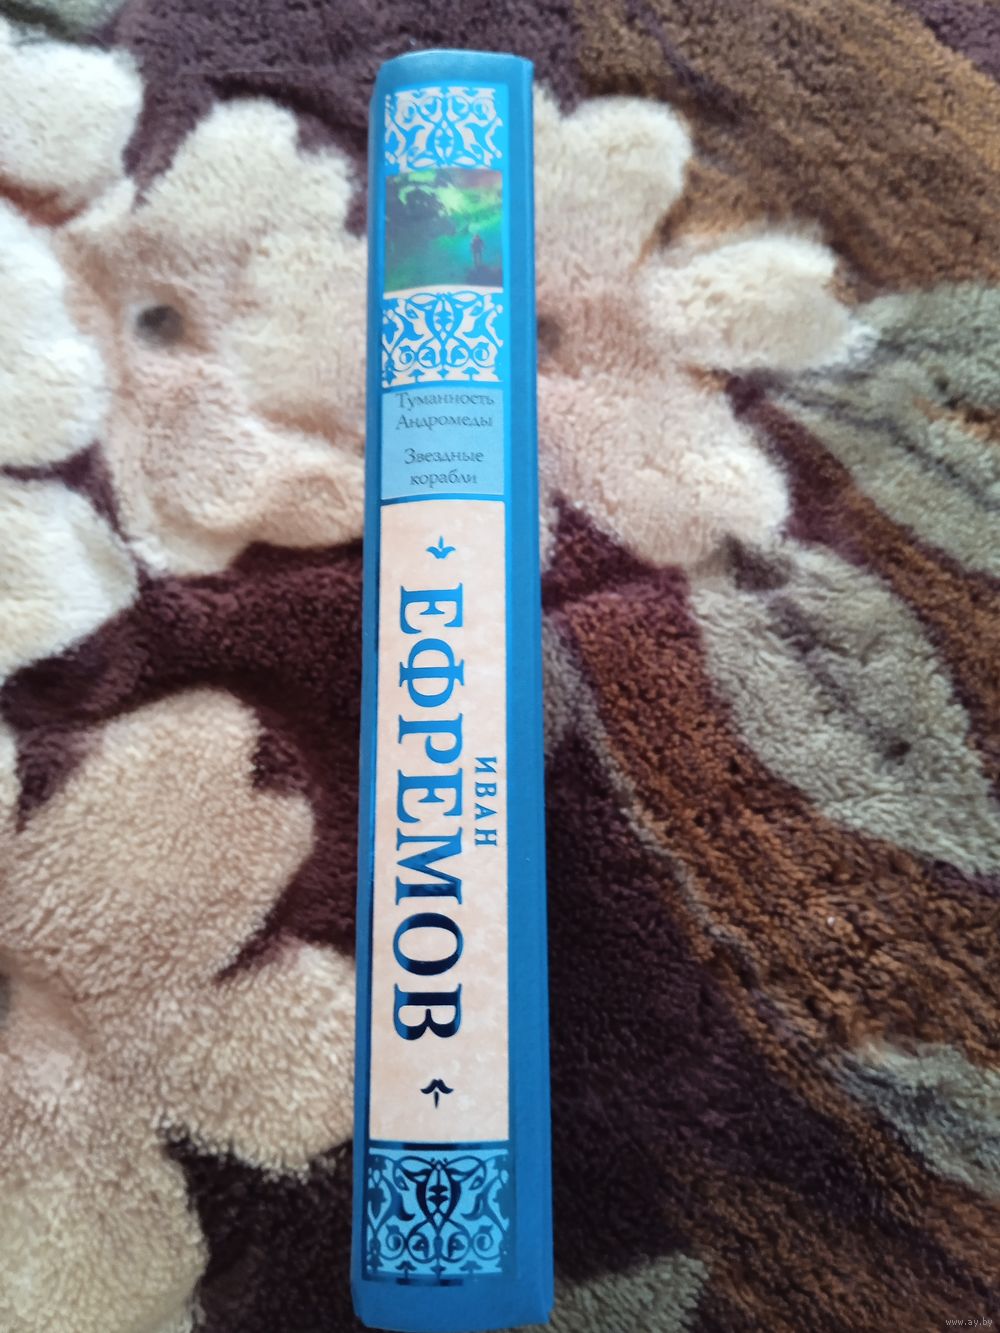 Туманность
Андромеды
Звездные
корабли
ИВАН
ЕФРЕМОВ
www.ay.by